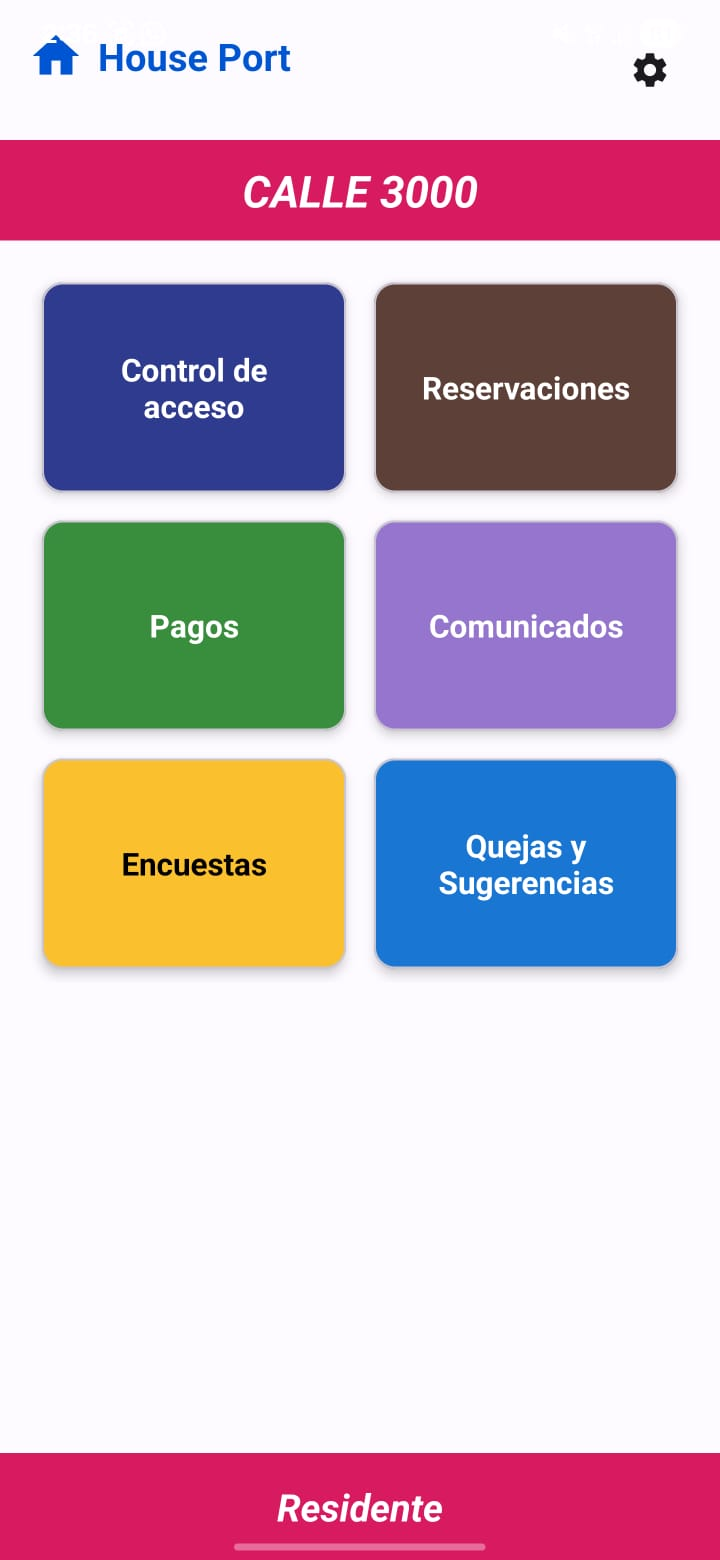 House Port
CALLE 3000
Control de
acceso
Reservaciones
Pagos
Comunicados
Encuestas
Quejas y
Sugerencias
Residente